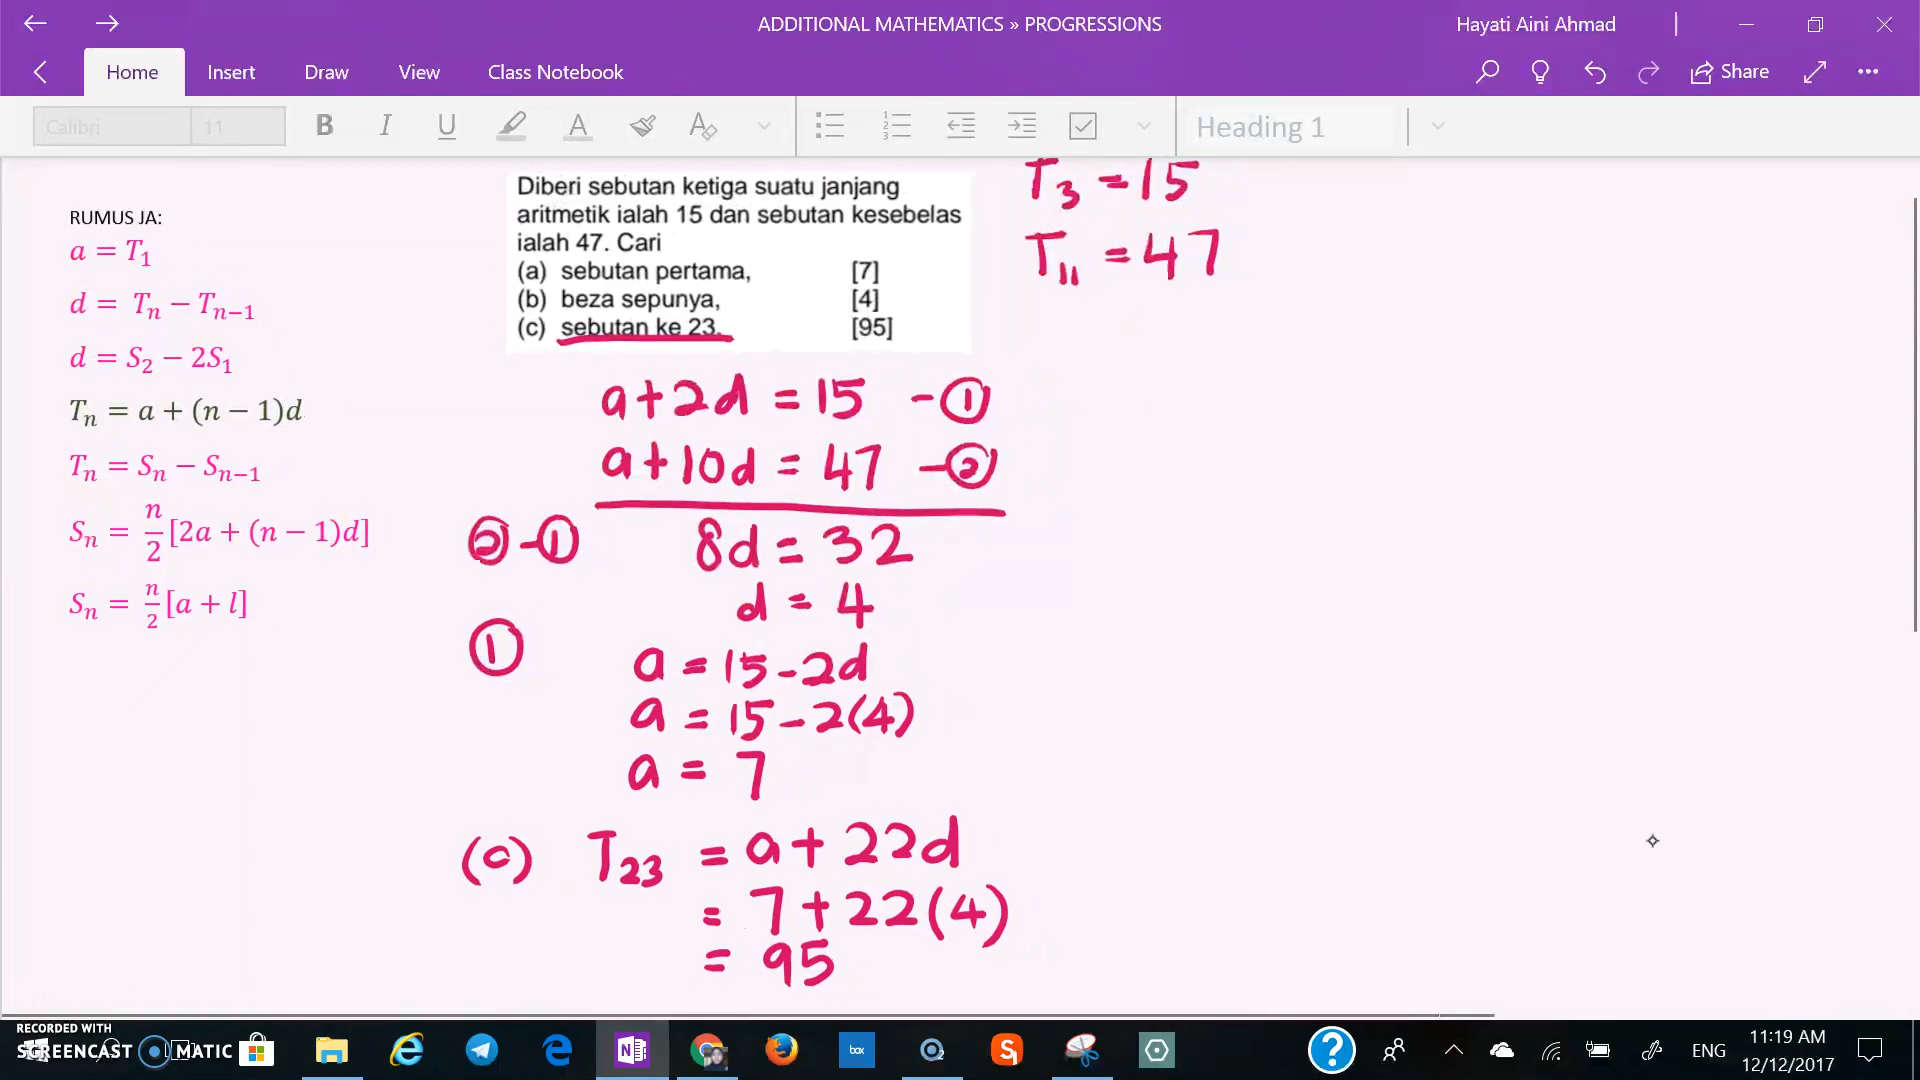 ADDITIONAL MATHEMATICS » PROGRESSIONS
Hayati Aini Ahmad
Home
Insert
Draw
View
Class Notebook
Share
Calibri
11
B
I
U
A
A
Heading 1
RUMUS JA:
a = T₁
d = Tₙ − Tₙ₋₁
d = S₂ − 2S₁
Tₙ = a + (n − 1)d
Tₙ = Sₙ − Sₙ₋₁
Sₙ = n/2 [2a + (n − 1)d]
Sₙ = n/2 [a + l]
Diberi sebutan ketiga suatu janjang
aritmetik ialah 15 dan sebutan kesebelas
ialah 47. Cari
(a) sebutan pertama, [7]
(b) beza sepunya, [4]
(c) sebutan ke 23. [95]
T₃ = 15
T₁₁ = 47
a + 2d = 15 - ①
a + 10d = 47 - ②
② - ① 8d = 32
d = 4
① a = 15 - 2d
a = 15 - 2(4)
a = 7
(c) T₂₃ = a + 22d
= 7 + 22(4)
= 95
RECORDED WITH
SCREENCAST MATIC
N
box
S
?
ENG
11:19 AM
12/12/2017